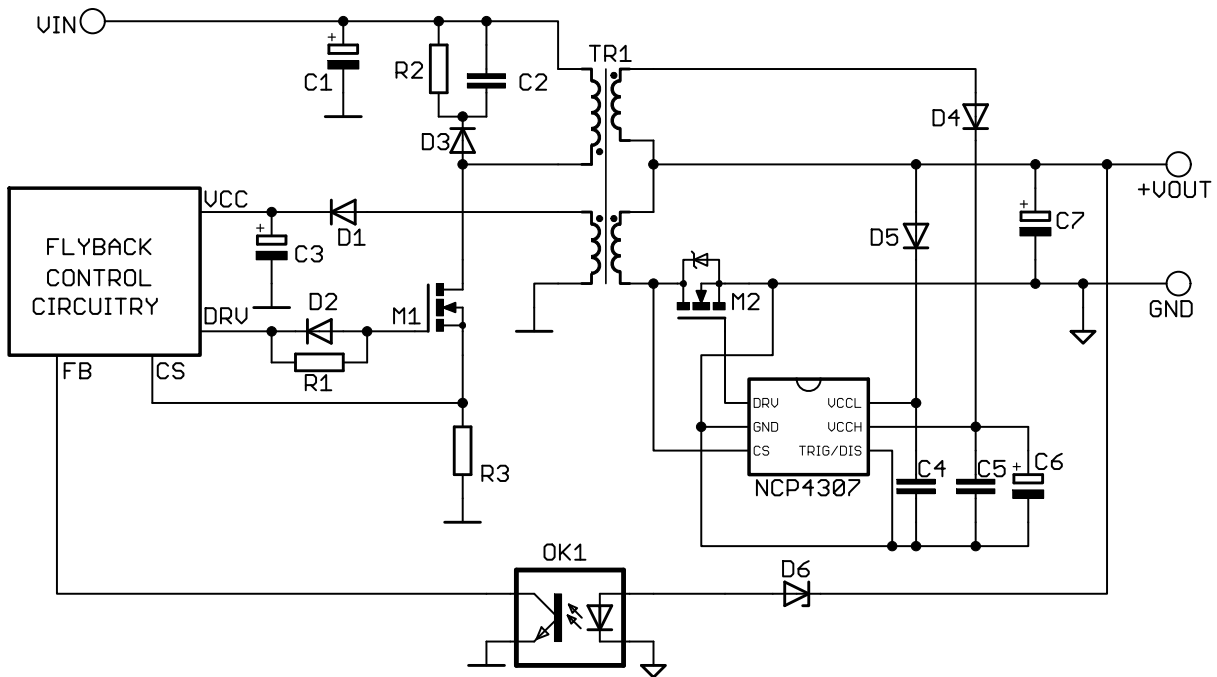 VIN
+
C1
R2
C2
TR1
D3
D4
+VOUT
VCC
D1
+
C3
FLYBACK
CONTROL
CIRCUITRY
D5
+
C7
M2
GND
DRV
D2
M1
R1
FB
CS
DRV
VCCL
GND
VCCH
CS
TRIG/DIS
NCP4307
R3
C4
C5
+
C6
OK1
D6